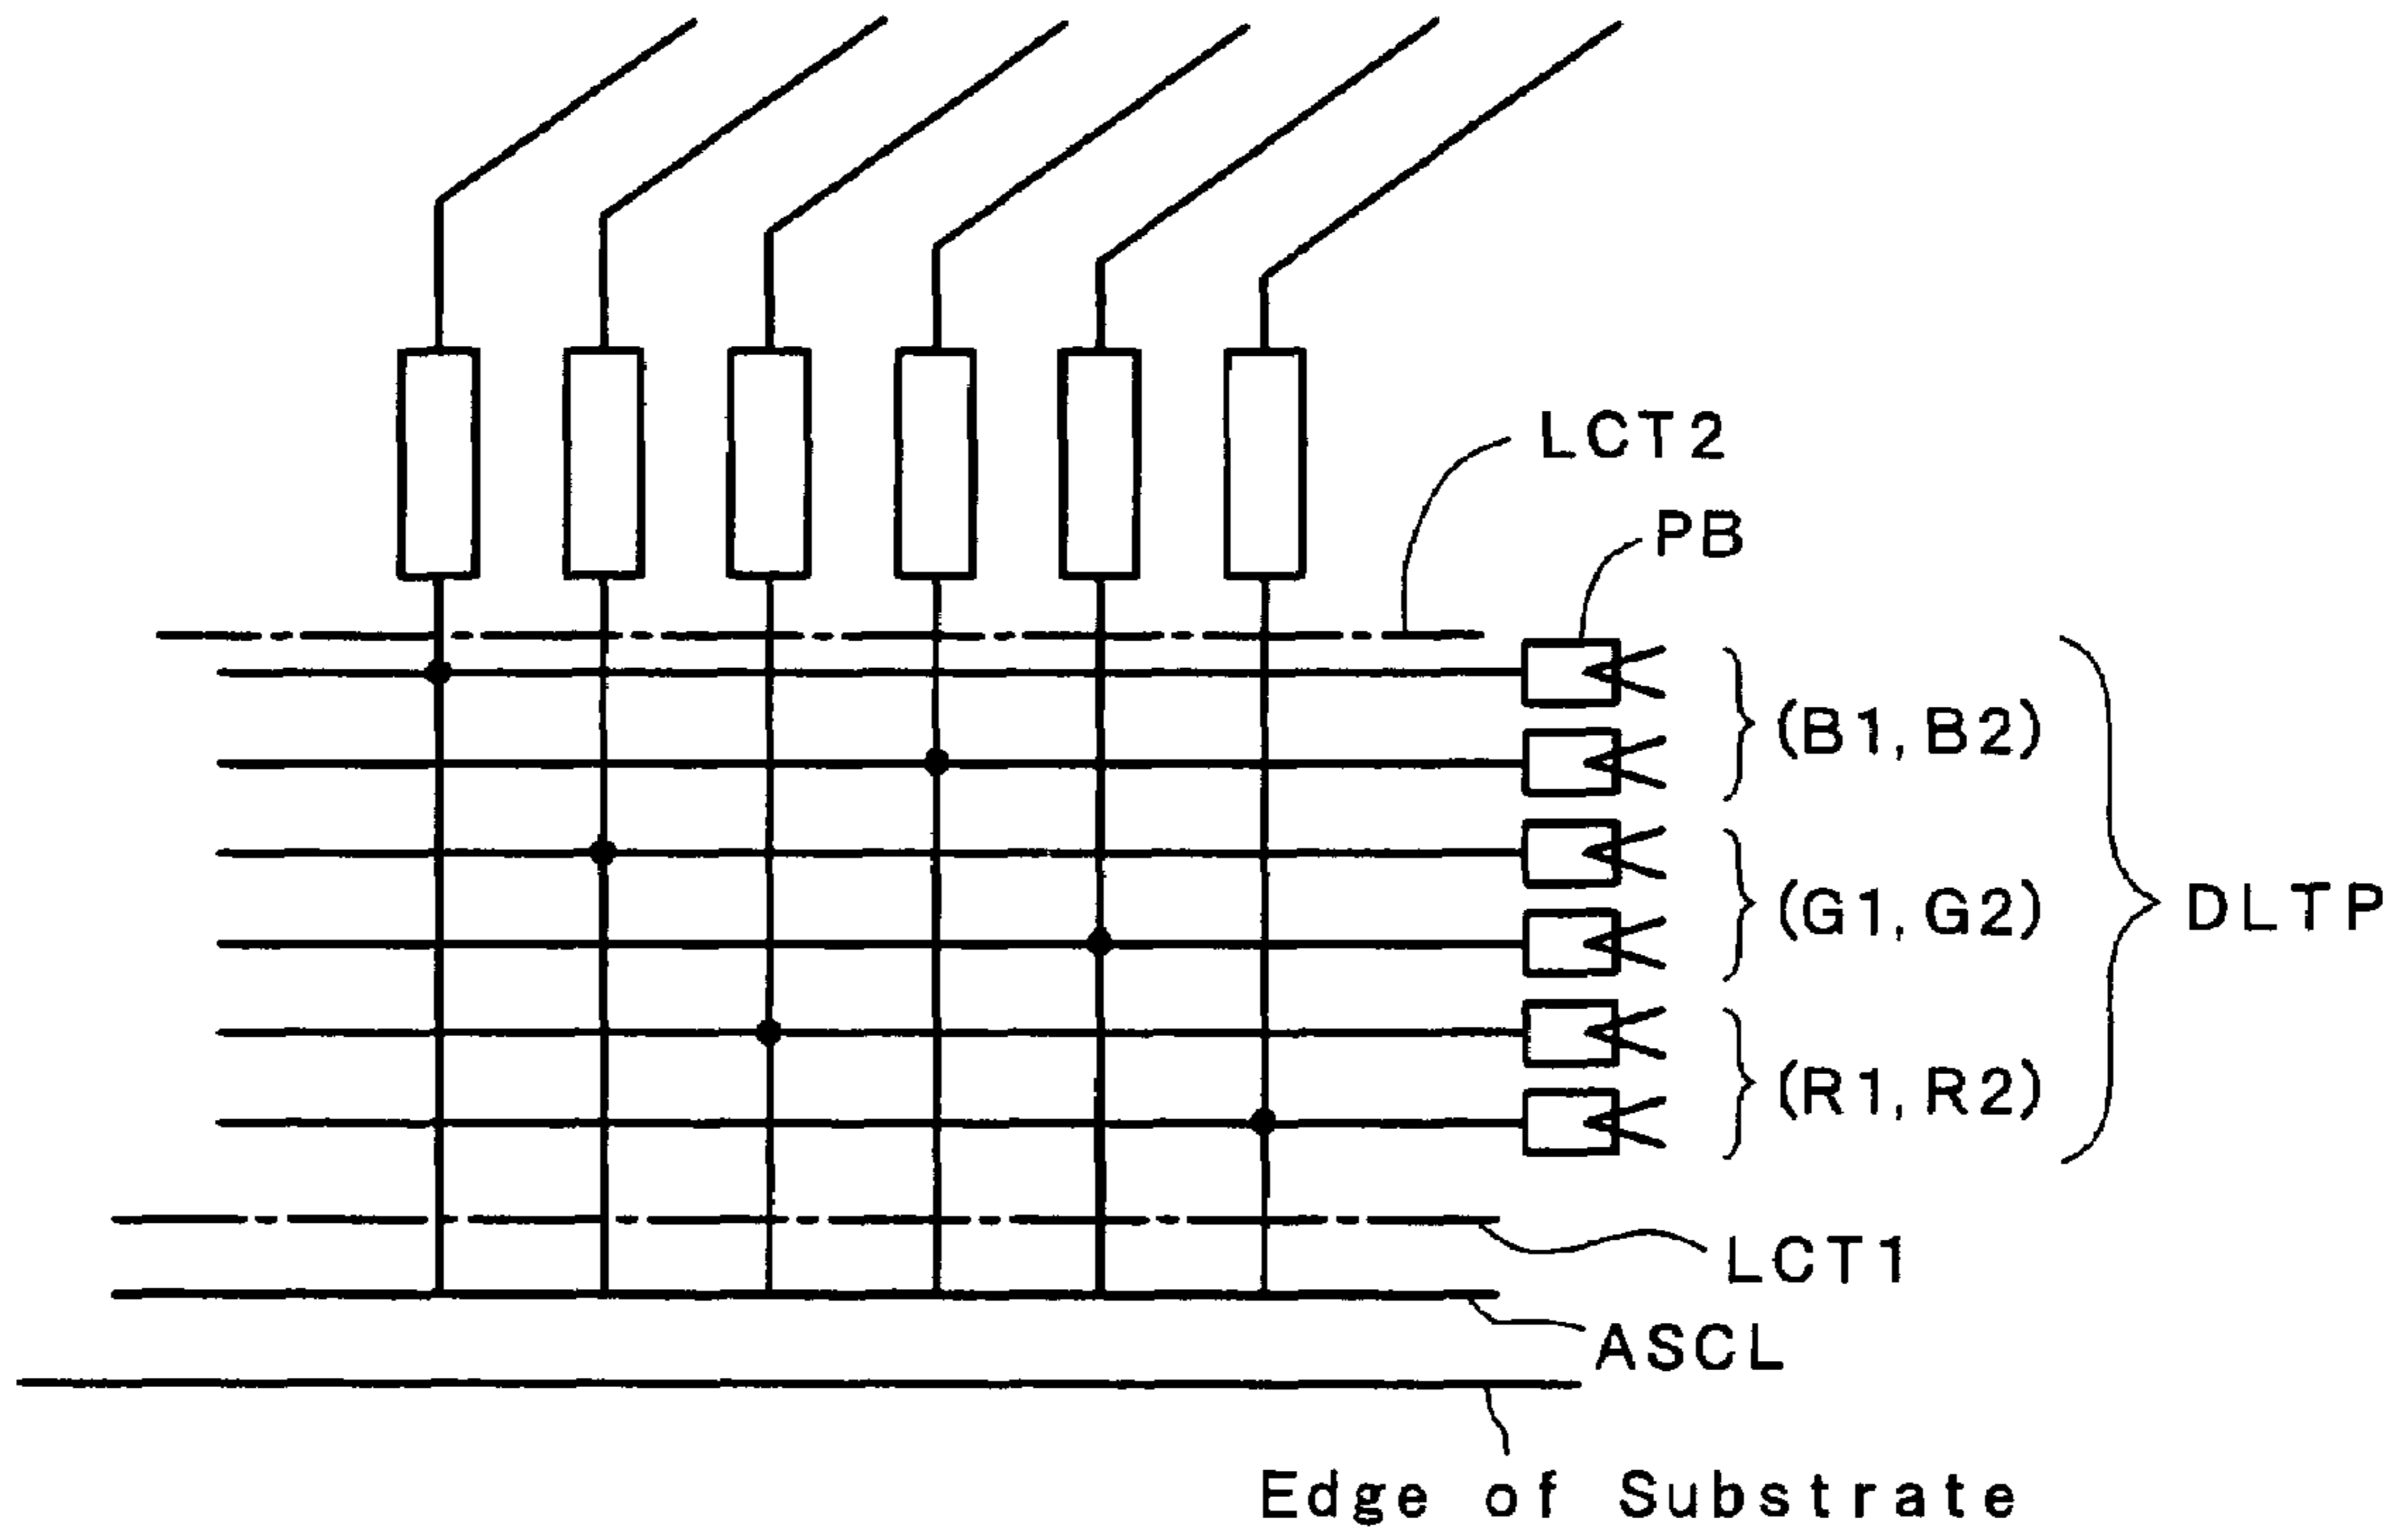 LCT2
PB
(B1, B2)
(G1, G2)
DLTP
(R1, R2)
LCT1
ASCL
Edge of Substrate